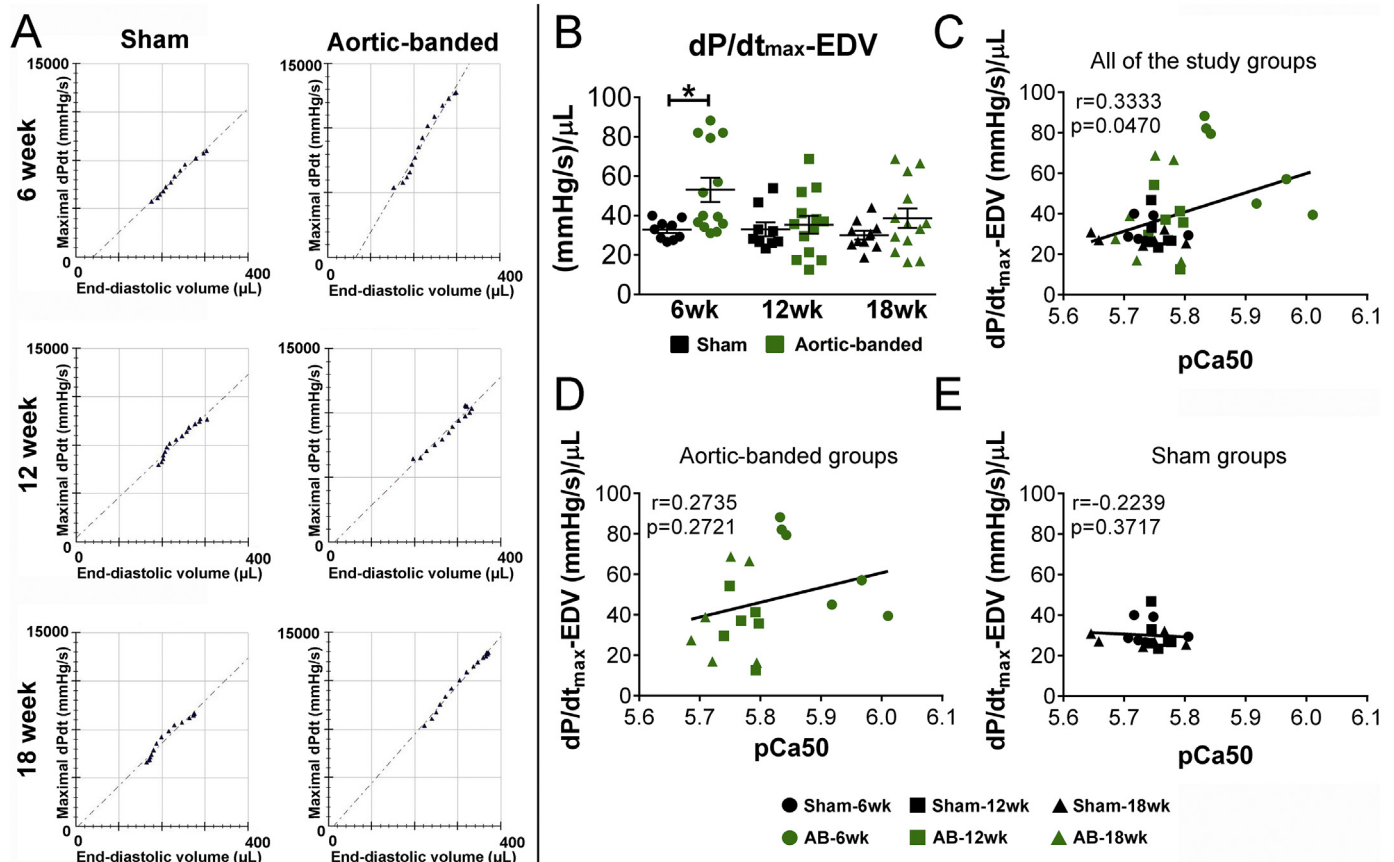 A
Sham
Aortic-banded
6 week
15000
Maximal dPdt (mmHg/s)
0
400
End-diastolic volume (µL)
15000
Maximal dPdt (mmHg/s)
0
400
End-diastolic volume (µL)
12 week
15000
Maximal dPdt (mmHg/s)
0
400
End-diastolic volume (µL)
15000
Maximal dPdt (mmHg/s)
0
400
End-diastolic volume (µL)
18 week
15000
Maximal dPdt (mmHg/s)
0
400
End-diastolic volume (µL)
15000
Maximal dPdt (mmHg/s)
0
400
End-diastolic volume (µL)
B
dP/dtmax-EDV
(mmHg/s)/µL
100
80
60
40
20
0
*
6wk 12wk 18wk
Sham Aortic-banded
C
All of the study groups
dP/dtmax-EDV (mmHg/s)/µL
r=0.3333
p=0.0470
100
80
60
40
20
0
5.6 5.7 5.8 5.9 6.0 6.1
pCa50
D
Aortic-banded groups
dP/dtmax-EDV (mmHg/s)/µL
r=0.2735
p=0.2721
100
80
60
40
20
0
5.6 5.7 5.8 5.9 6.0 6.1
pCa50
E
Sham groups
dP/dtmax-EDV (mmHg/s)/µL
r=-0.2239
p=0.3717
100
80
60
40
20
0
5.6 5.7 5.8 5.9 6.0 6.1
pCa50
Sham-6wk Sham-12wk Sham-18wk
AB-6wk AB-12wk AB-18wk